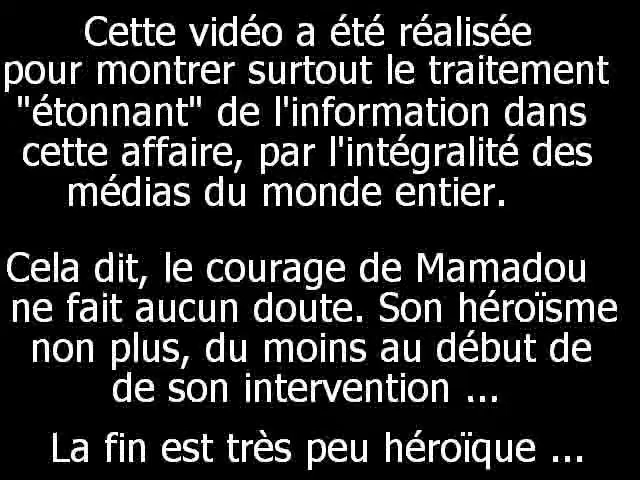 Cette vidéo a été réalisée
pour montrer surtout le traitement
"étonnant" de l'information dans
cette affaire, par l'intégralité des
médias du monde entier.
Cela dit, le courage de Mamadou
ne fait aucun doute. Son héroïsme
non plus, du moins au début de
de son intervention ...
La fin est très peu héroïque ...